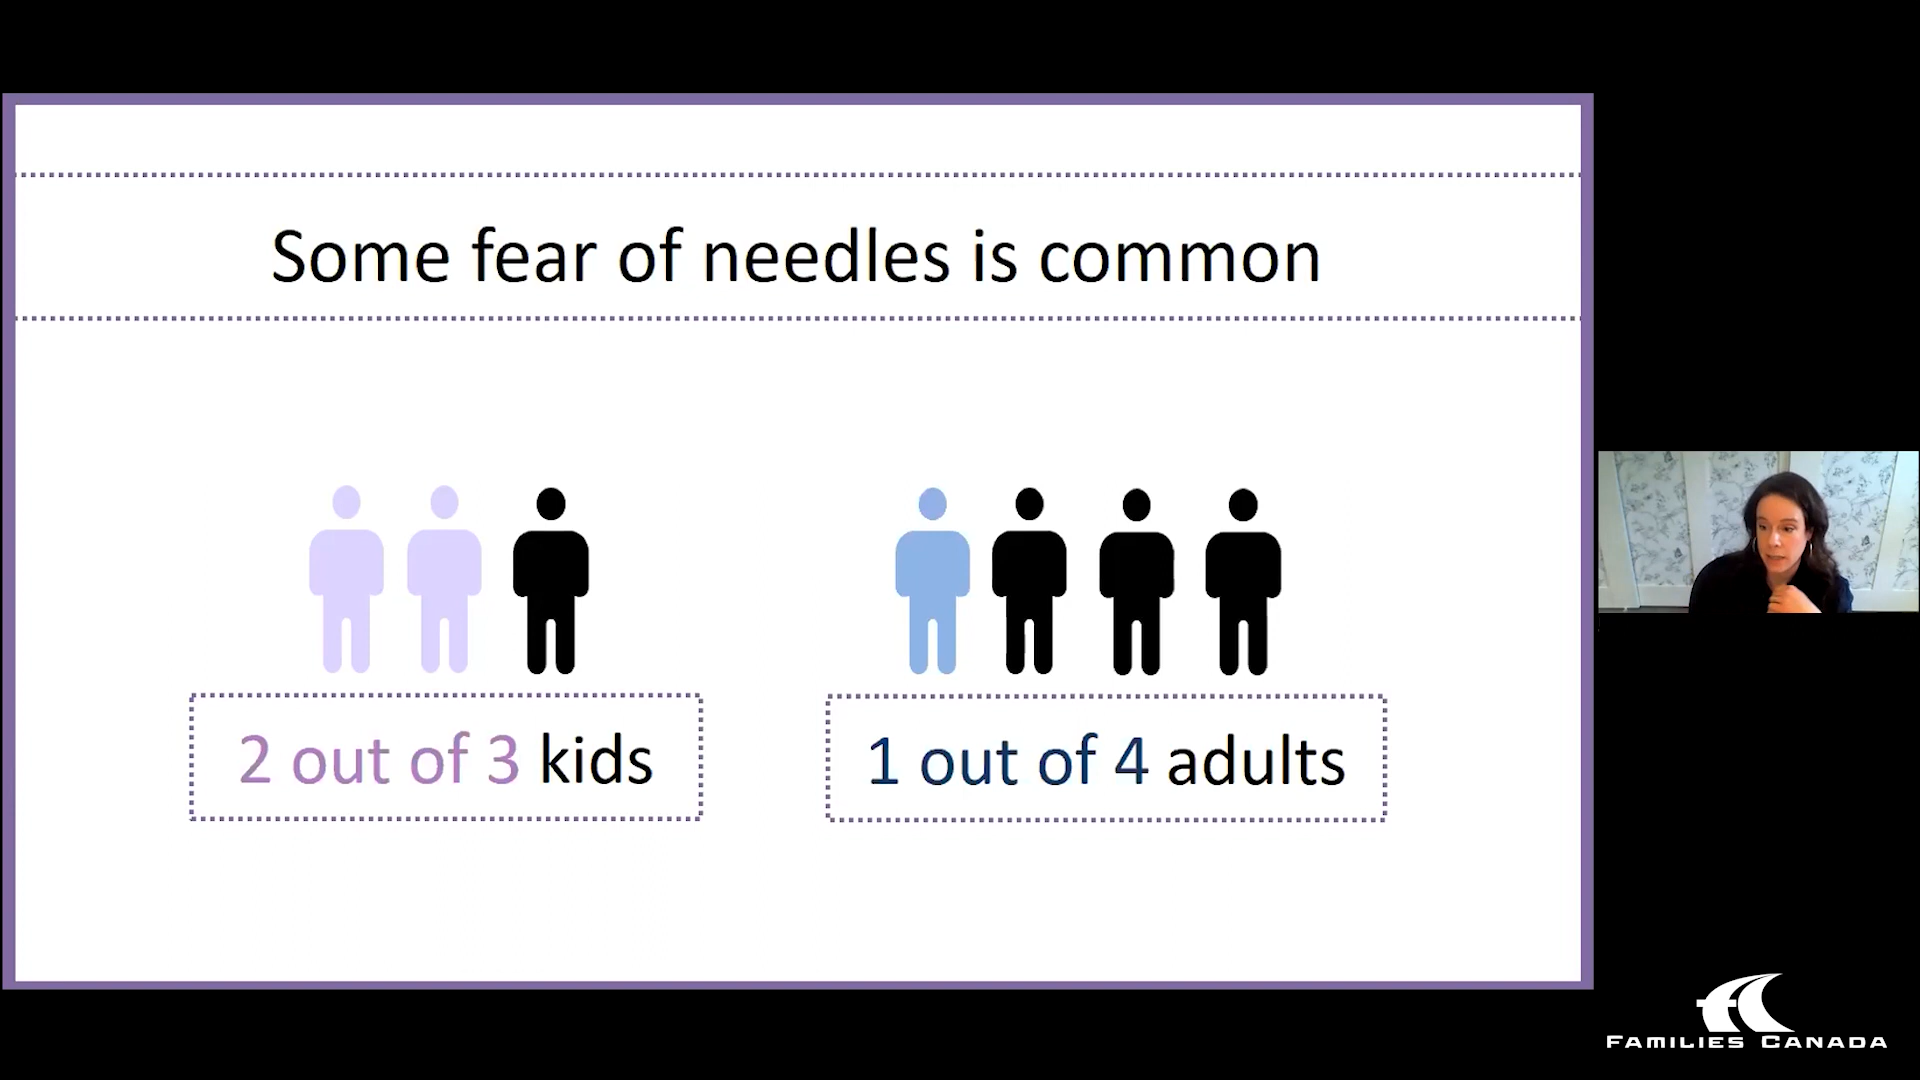 Some fear of needles is common
2 out of 3 kids
1 out of 4 adults
FAMILIES CANADA